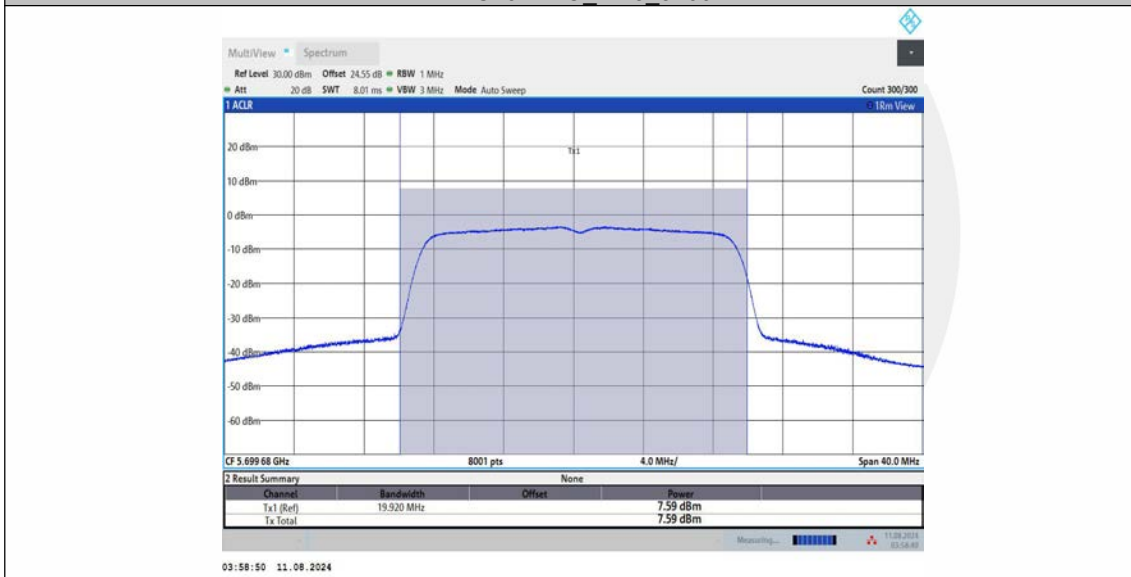 MultiView Spectrum
Ref Level 30.00 dBm Offset 24.55 dB RBW 1 MHz
Att 20 dB SWT 8.01 ms VBW 3 MHz Mode Auto Sweep Count 300/300
1 ACLR 1Rm View
Tx1
20 dBm
10 dBm
0 dBm
-10 dBm
-20 dBm
-30 dBm
-40 dBm
-50 dBm
-60 dBm
CF 5.699 68 GHz 8001 pts 4.0 MHz/ Span 40.0 MHz
2 Result Summary None
Channel Bandwidth Offset Power
Tx1 (Ref) 19.920 MHz 7.59 dBm
Tx Total 7.59 dBm
Measuring... 11.08.2024
03:58:50 11.08.2024